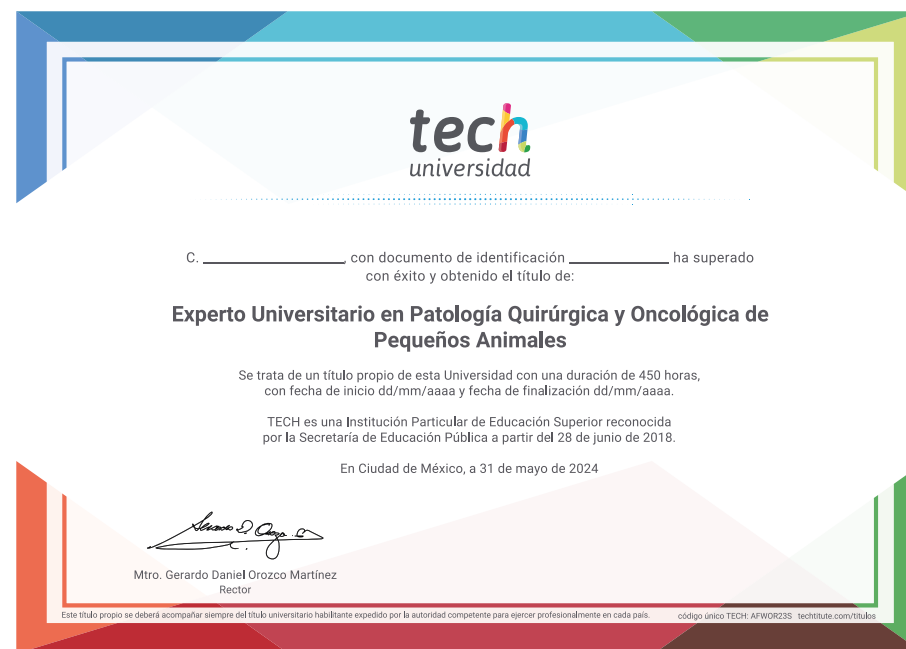 tech
universidad
C. ____________, con documento de identificación ____________ ha superado
con éxito y obtenido el título de:
Experto Universitario en Patología Quirúrgica y Oncológica de
Pequeños Animales
Se trata de un título propio de esta Universidad con una duración de 450 horas,
con fecha de inicio dd/mm/aaaa y fecha de finalización dd/mm/aaaa.
TECH es una Institución Particular de Educación Superior reconocida
por la Secretaría de Educación Pública a partir del 28 de junio de 2018.
En Ciudad de México, a 31 de mayo de 2024
Mtro. Gerardo Daniel Orozco Martínez
Rector
Este título propio se deberá acompañar siempre del título universitario habilitante expedido por la autoridad competente para ejercer profesionalmente en cada país. código único TECH: AFWOR23S techtitute.com/titulos